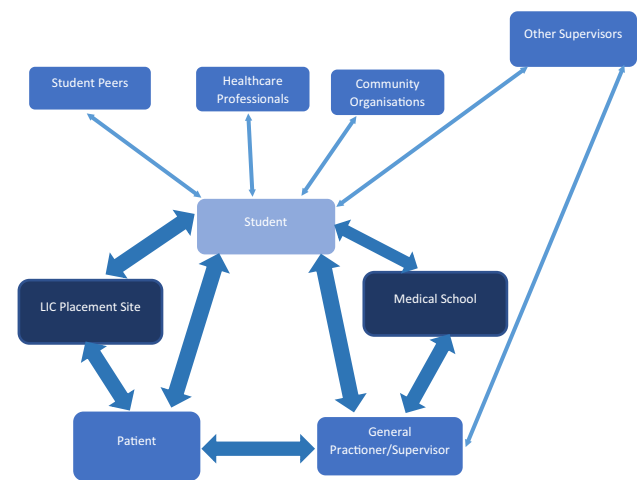 Other Supervisors
Student Peers
Healthcare
Professionals
Community
Organisations
Student
LIC Placement Site
Medical School
Patient
General
Practioner/Supervisor